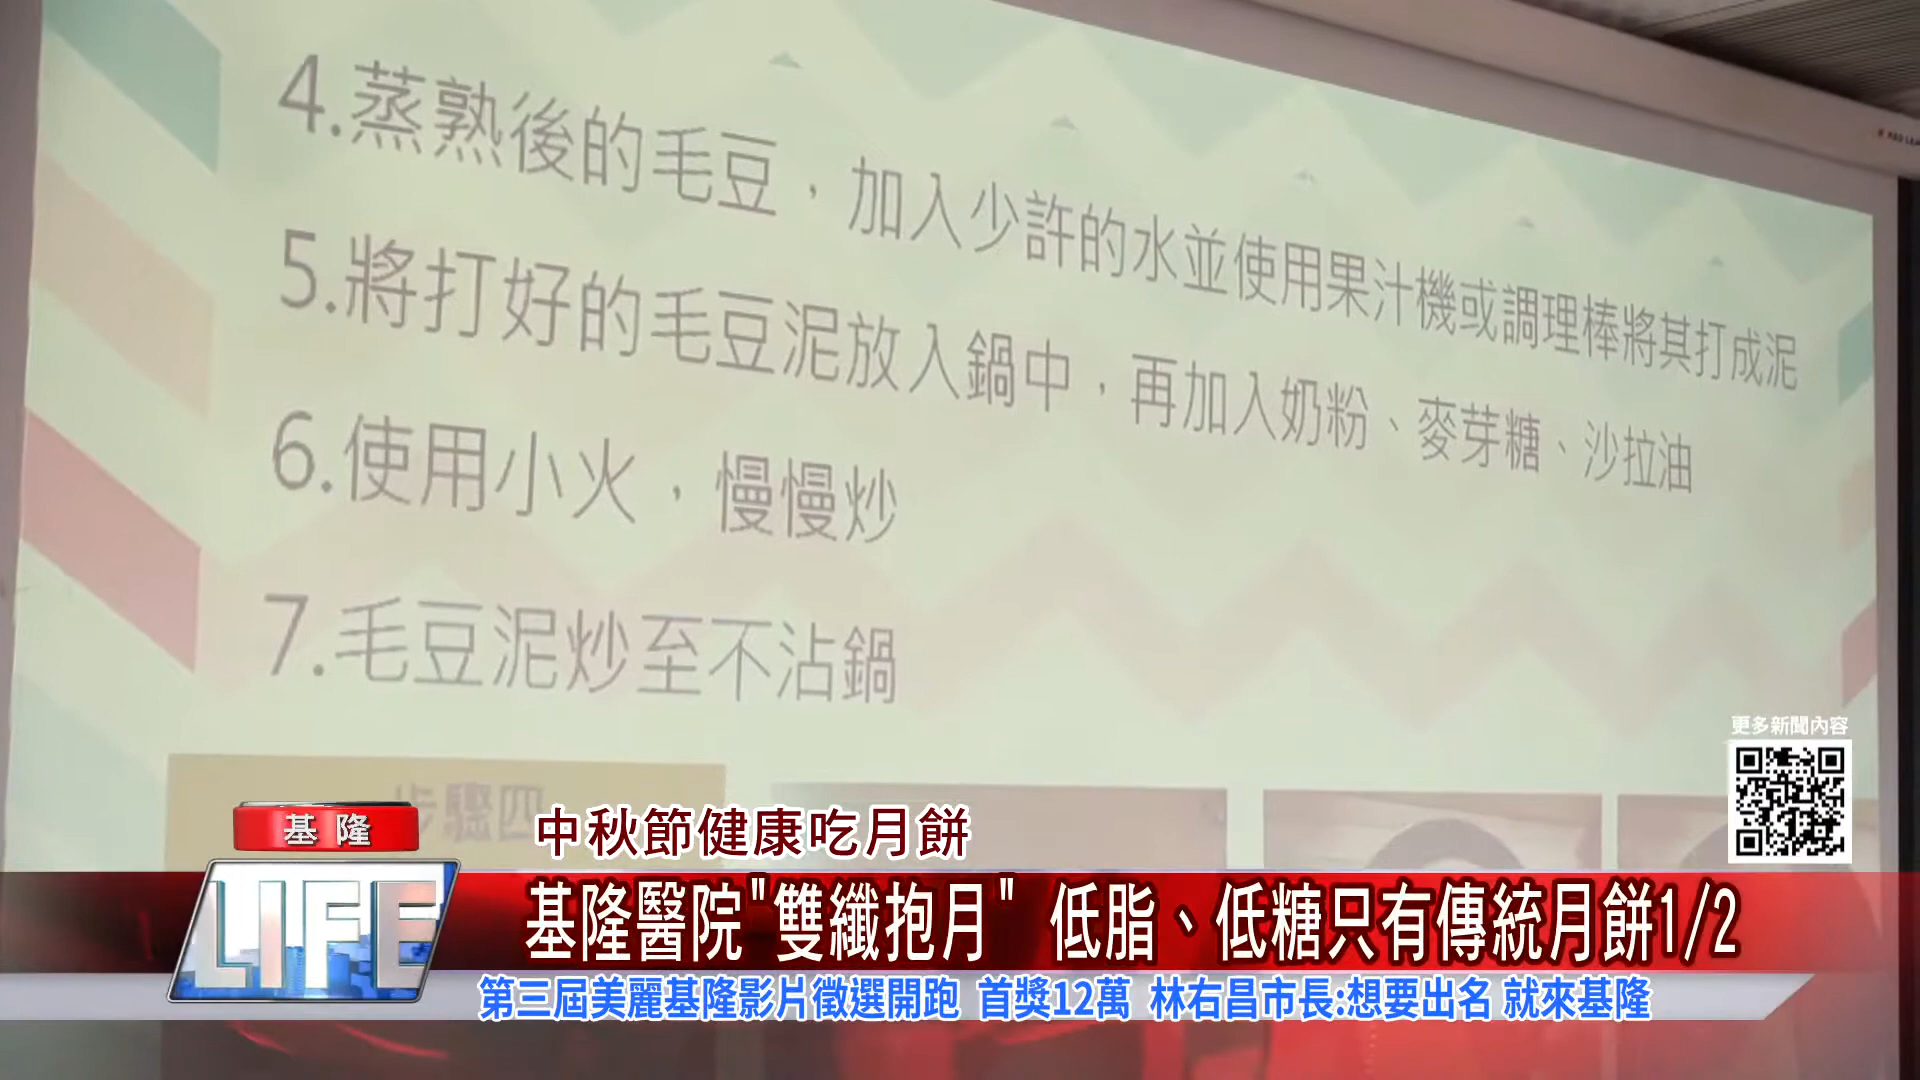 4.蒸熟後的毛豆，加入少許的水並使用果汁機或調理棒將其打成泥
5.將打好的毛豆泥放入鍋中，再加入奶粉、麥芽糖、沙拉油
6.使用小火，慢慢炒
7.毛豆泥炒至不沾鍋
更多新聞內容
步驟四
基隆
中秋節健康吃月餅
LIFE
基隆醫院"雙纖抱月" 低脂、低糖只有傳統月餅1/2
第三屆美麗基隆影片徵選開跑 首獎12萬 林右昌市長:想要出名 就來基隆